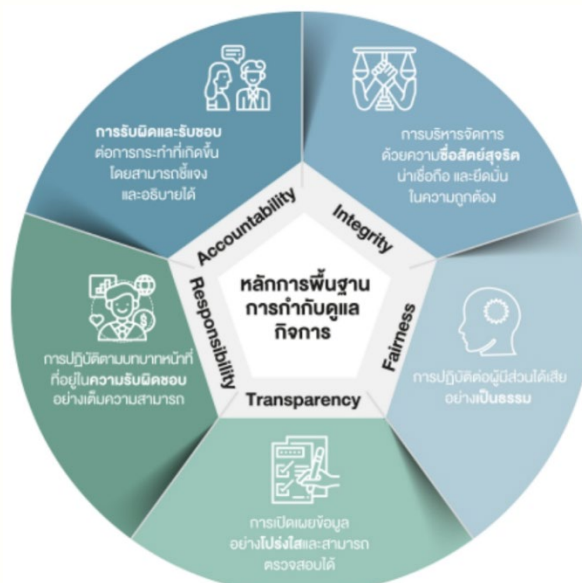 หลักการพื้นฐาน
การกำกับดูแล
กิจการ
Accountability
การรับผิดและรับชอบ
ต่อการกระทำที่เกิดขึ้น
โดยสามารถชี้แจง
และอธิบายได้
Integrity
การบริหารจัดการ
ด้วยความซื่อสัตย์สุจริต
น่าเชื่อถือ และยึดมั่น
ในความถูกต้อง
Fairness
การปฏิบัติต่อผู้มีส่วนได้เสีย
อย่างเป็นธรรม
Transparency
การเปิดเผยข้อมูล
อย่างโปร่งใสและสามารถ
ตรวจสอบได้
Responsibility
การปฏิบัติตามบทบาทหน้าที่
ที่อยู่ในความรับผิดชอบ
อย่างเต็มความสามารถ